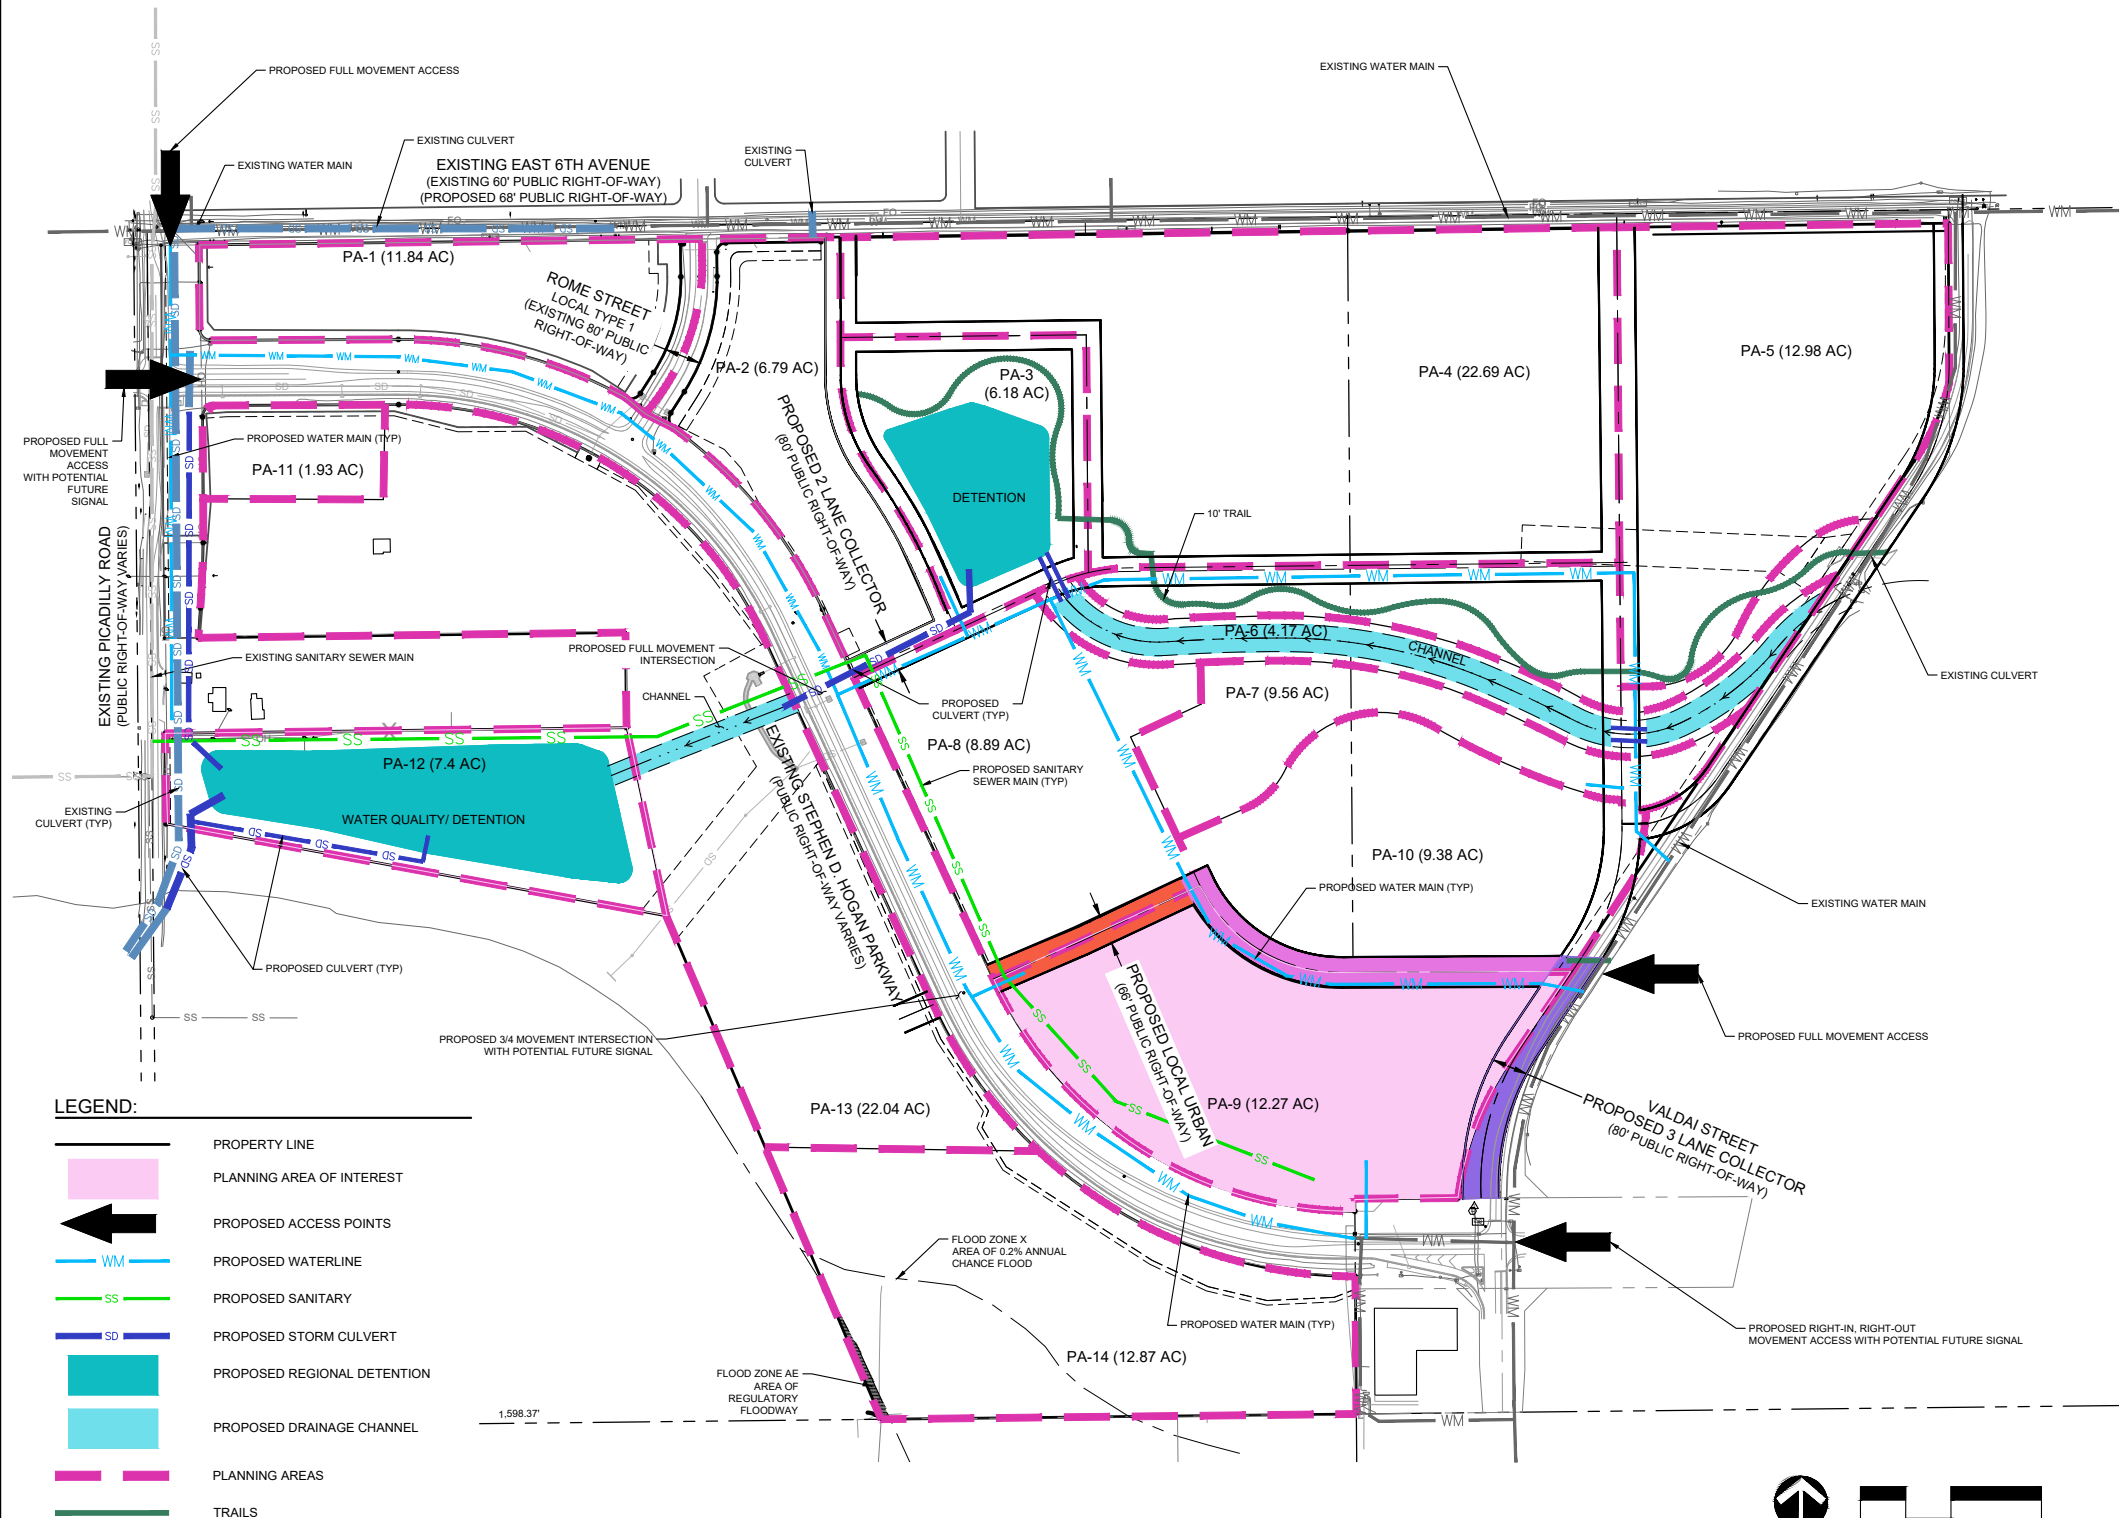 PROPOSED FULL MOVEMENT ACCESS
EXISTING WATER MAIN
EXISTING CULVERT
EXISTING EAST 6TH AVENUE
(EXISTING 60' PUBLIC RIGHT-OF-WAY)
(PROPOSED 68' PUBLIC RIGHT-OF-WAY)
EXISTING
CULVERT
EXISTING WATER MAIN
PA-1 (11.84 AC)
ROME STREET
LOCAL TYPE 1
(EXISTING 80' PUBLIC
RIGHT-OF-WAY)
PA-2 (6.79 AC)
PA-3
(6.18 AC)
PA-4 (22.69 AC)
PA-5 (12.98 AC)
PROPOSED FULL
MOVEMENT
ACCESS
WITH POTENTIAL
FUTURE
SIGNAL
PROPOSED WATER MAIN (TYP)
PA-11 (1.93 AC)
PROPOSED 2 LANE COLLECTOR
(80' PUBLIC RIGHT-OF-WAY)
DETENTION
10' TRAIL
EXISTING PICADILLY ROAD
(PUBLIC RIGHT-OF-WAY VARIES)
EXISTING SANITARY SEWER MAIN
PROPOSED FULL MOVEMENT
INTERSECTION
CHANNEL
PA-6 (4.17 AC)
CHANNEL
EXISTING CULVERT
PA-7 (9.56 AC)
PROPOSED
CULVERT (TYP)
PA-8 (8.89 AC)
PROPOSED SANITARY
SEWER MAIN (TYP)
PA-12 (7.4 AC)
WATER QUALITY/ DETENTION
EXISTING
CULVERT (TYP)
EXISTING STEPHEN D. HOGAN PARKWAY
(PUBLIC RIGHT-OF-WAY VARRIES)
PA-10 (9.38 AC)
PROPOSED WATER MAIN (TYP)
EXISTING WATER MAIN
PROPOSED CULVERT (TYP)
PROPOSED 3/4 MOVEMENT INTERSECTION
WITH POTENTIAL FUTURE SIGNAL
PROPOSED LOCAL URBAN
(66' PUBLIC RIGHT-OF-WAY)
PROPOSED FULL MOVEMENT ACCESS
PA-9 (12.27 AC)
VALDAI STREET
PROPOSED 3 LANE COLLECTOR
(80' PUBLIC RIGHT-OF-WAY)
PA-13 (22.04 AC)
FLOOD ZONE X
AREA OF 0.2% ANNUAL
CHANCE FLOOD
PROPOSED WATER MAIN (TYP)
PROPOSED RIGHT-IN, RIGHT-OUT
MOVEMENT ACCESS WITH POTENTIAL FUTURE SIGNAL
PA-14 (12.87 AC)
FLOOD ZONE AE
AREA OF
REGULATORY
FLOODWAY
1,598.37'
LEGEND:
PROPERTY LINE
PLANNING AREA OF INTEREST
PROPOSED ACCESS POINTS
WM
PROPOSED WATERLINE
SS
PROPOSED SANITARY
SD
PROPOSED STORM CULVERT
PROPOSED REGIONAL DETENTION
PROPOSED DRAINAGE CHANNEL
PLANNING AREAS
TRAILS